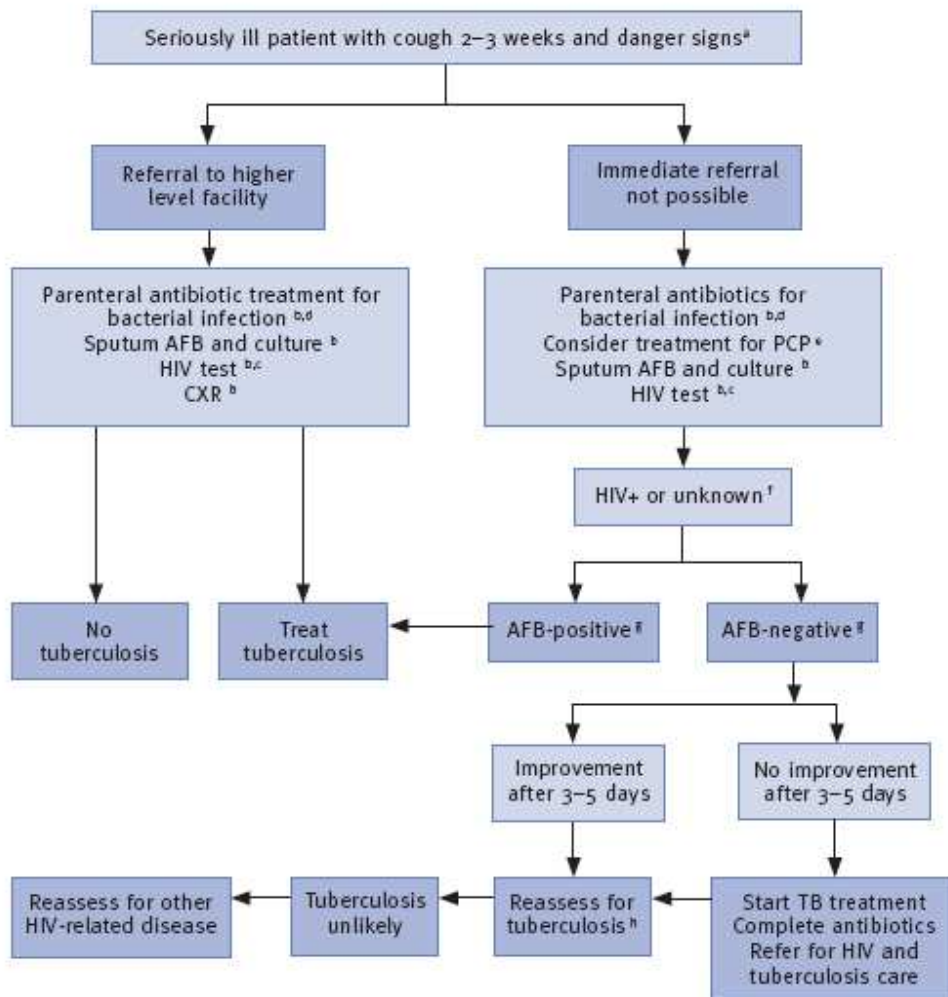 Seriously ill patient with cough 2–3 weeks and danger signsᵃ
Referral to higher
level facility
Immediate referral
not possible
Parenteral antibiotic treatment for
bacterial infection ᵇ,ᵈ
Sputum AFB and culture ᵇ
HIV test ᵇ,ᶜ
CXR ᵇ
Parenteral antibiotics for
bacterial infection ᵇ,ᵈ
Consider treatment for PCP ᵉ
Sputum AFB and culture ᵇ
HIV test ᵇ,ᶜ
HIV+ or unknown ᶠ
No
tuberculosis
Treat
tuberculosis
AFB-positive ᵍ
AFB-negative ᵍ
Improvement
after 3–5 days
No improvement
after 3–5 days
Reassess for other
HIV-related disease
Tuberculosis
unlikely
Reassess for
tuberculosis ʰ
Start TB treatment
Complete antibiotics
Refer for HIV and
tuberculosis care